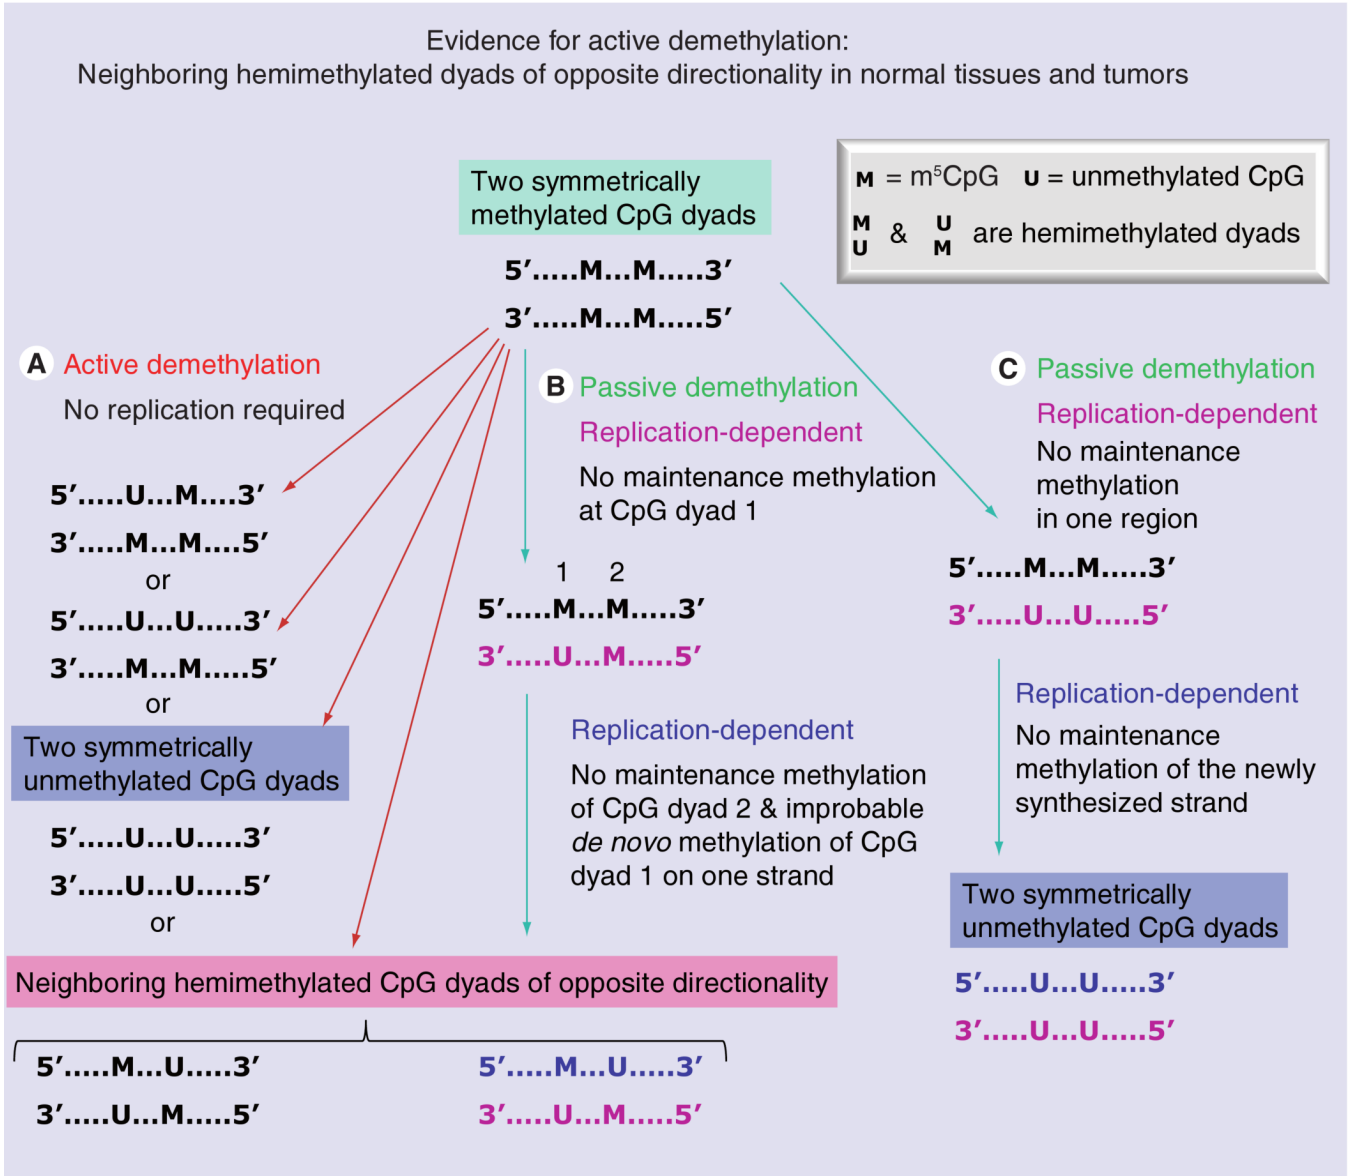 Evidence for active demethylation:
Neighboring hemimethylated dyads of opposite directionality in normal tissues and tumors
Two symmetrically
methylated CpG dyads
5′.....M...M.....3′
3′.....M...M.....5′
M = m⁵CpG U = unmethylated CpG
M & U are hemimethylated dyads
U M
A Active demethylation
No replication required
5′.....U...M....3′
3′.....M...M....5′
or
5′.....U...U....3′
3′.....M...M.....5′
or
Two symmetrically
unmethylated CpG dyads
5′.....U...U.....3′
3′.....U...U.....5′
or
B Passive demethylation
Replication-dependent
No maintenance methylation
at CpG dyad 1
1 2
5′.....M...M.....3′
3′.....U...M.....5′
Replication-dependent
No maintenance methylation
of CpG dyad 2 & improbable
de novo methylation of CpG
dyad 1 on one strand
Neighboring hemimethylated CpG dyads of opposite directionality
5′.....M...U.....3′
3′.....U...M.....5′
5′.....M...U.....3′
3′.....U...M.....5′
C Passive demethylation
Replication-dependent
No maintenance
methylation
in one region
5′.....M...M.....3′
3′.....U...U.....5′
Replication-dependent
No maintenance
methylation of the newly
synthesized strand
Two symmetrically
unmethylated CpG dyads
5′.....U...U.....3′
3′.....U...U.....5′